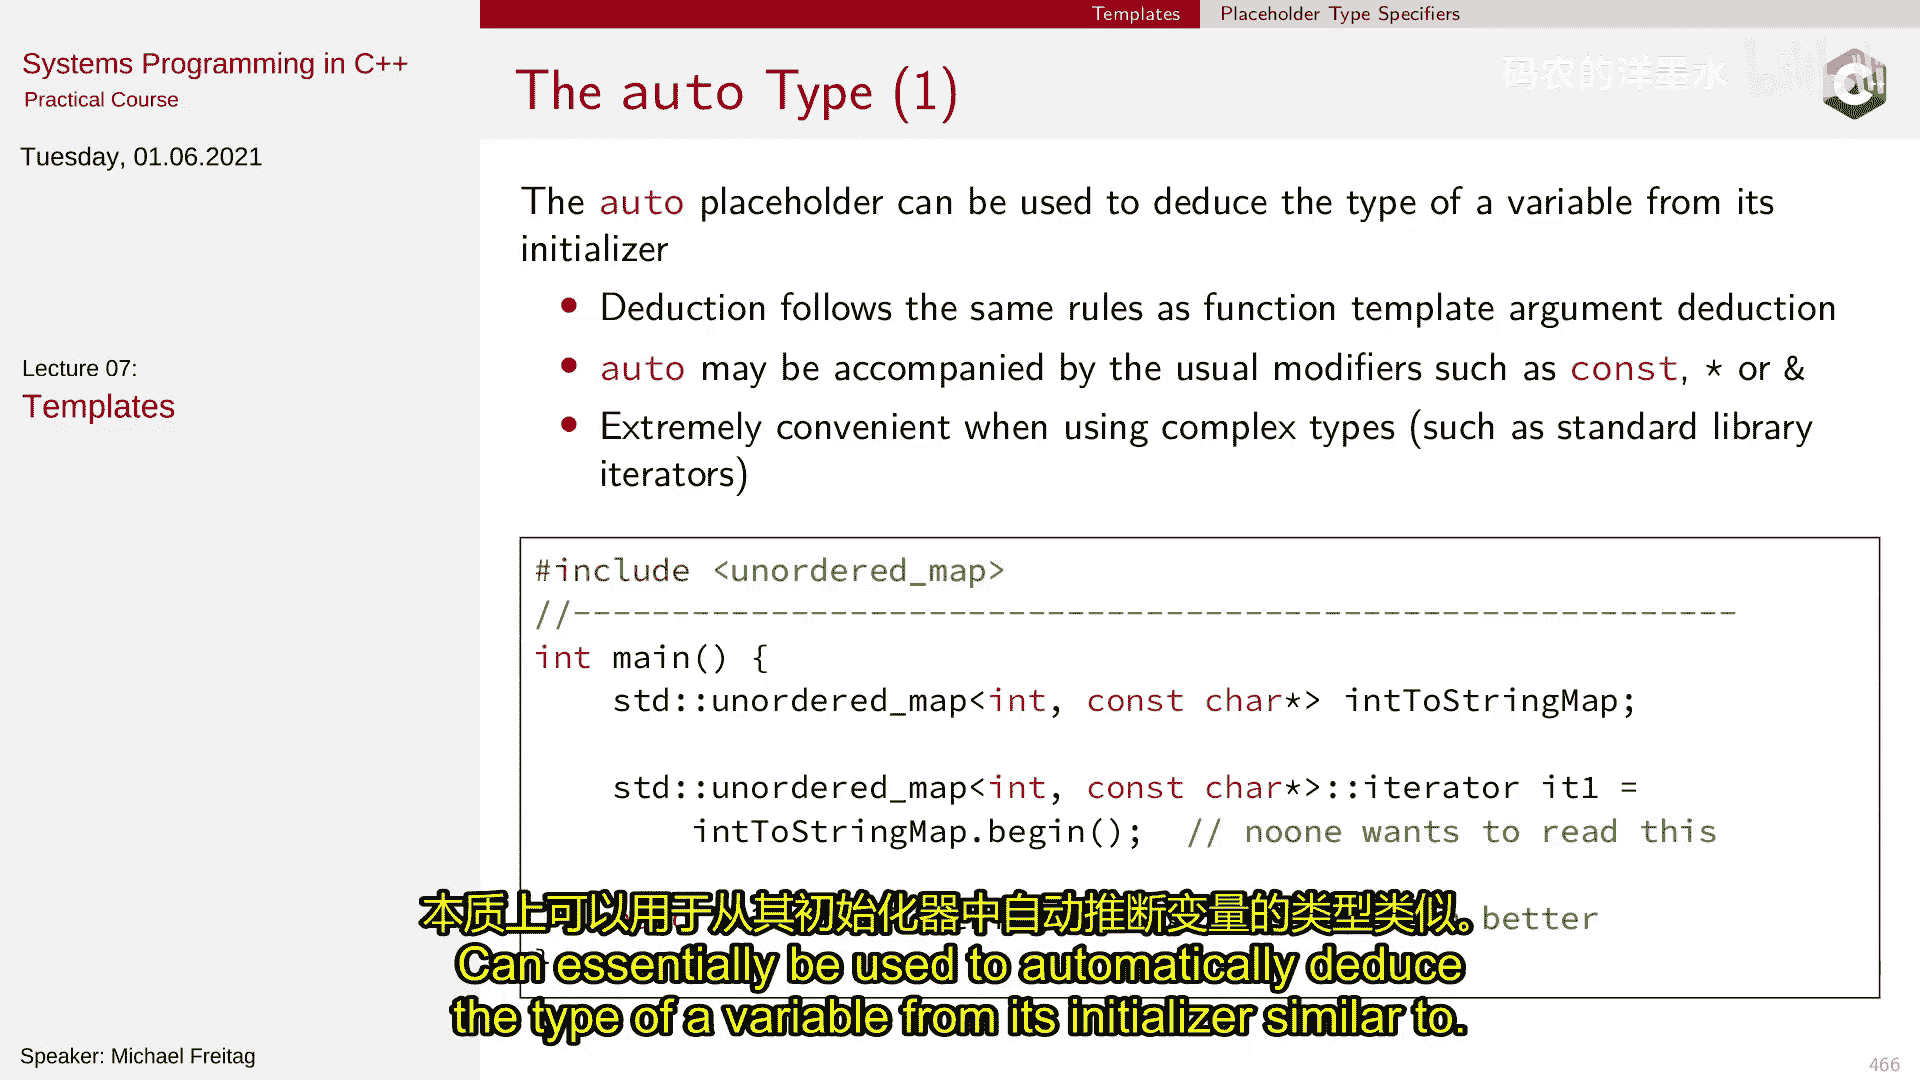 Templates
Placeholder Type Specifiers
Systems Programming in C++
Practical Course
Tuesday, 01.06.2021
Lecture 07:
Templates
Speaker: Michael Freitag
The auto Type (1)
码农的洋墨水
The auto placeholder can be used to deduce the type of a variable from its
initializer
• Deduction follows the same rules as function template argument deduction
• auto may be accompanied by the usual modifiers such as const, * or &
• Extremely convenient when using complex types (such as standard library
iterators)
#include <unordered_map>
//-----------------------------------------------------------
int main() {
std::unordered_map<int, const char*> intToStringMap;
std::unordered_map<int, const char*>::iterator it1 =
intToStringMap.begin(); // noone wants to read this
better
}
本质上可以用于从其初始化器中自动推断变量的类型类似。
Can essentially be used to automatically deduce
the type of a variable from its initializer similar to.
466